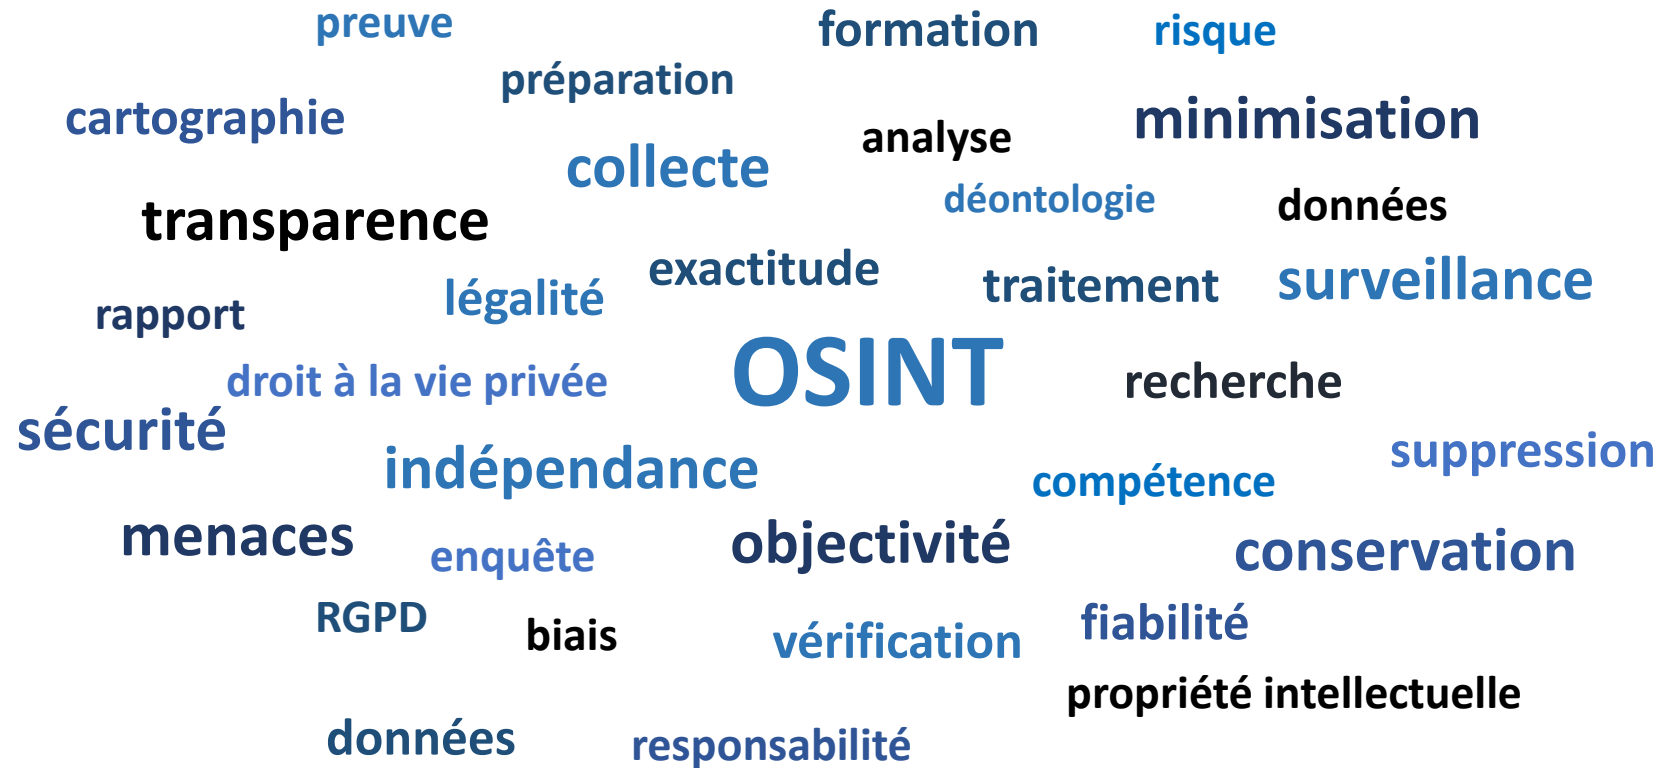 preuve
formation
risque
préparation
cartographie
minimisation
analyse
collecte
déontologie
données
transparence
exactitude
traitement
surveillance
légalité
rapport
OSINT
droit à la vie privée
recherche
sécurité
suppression
indépendance
compétence
menaces
objectivité
conservation
enquête
RGPD
fiabilité
biais
vérification
propriété intellectuelle
données
responsabilité